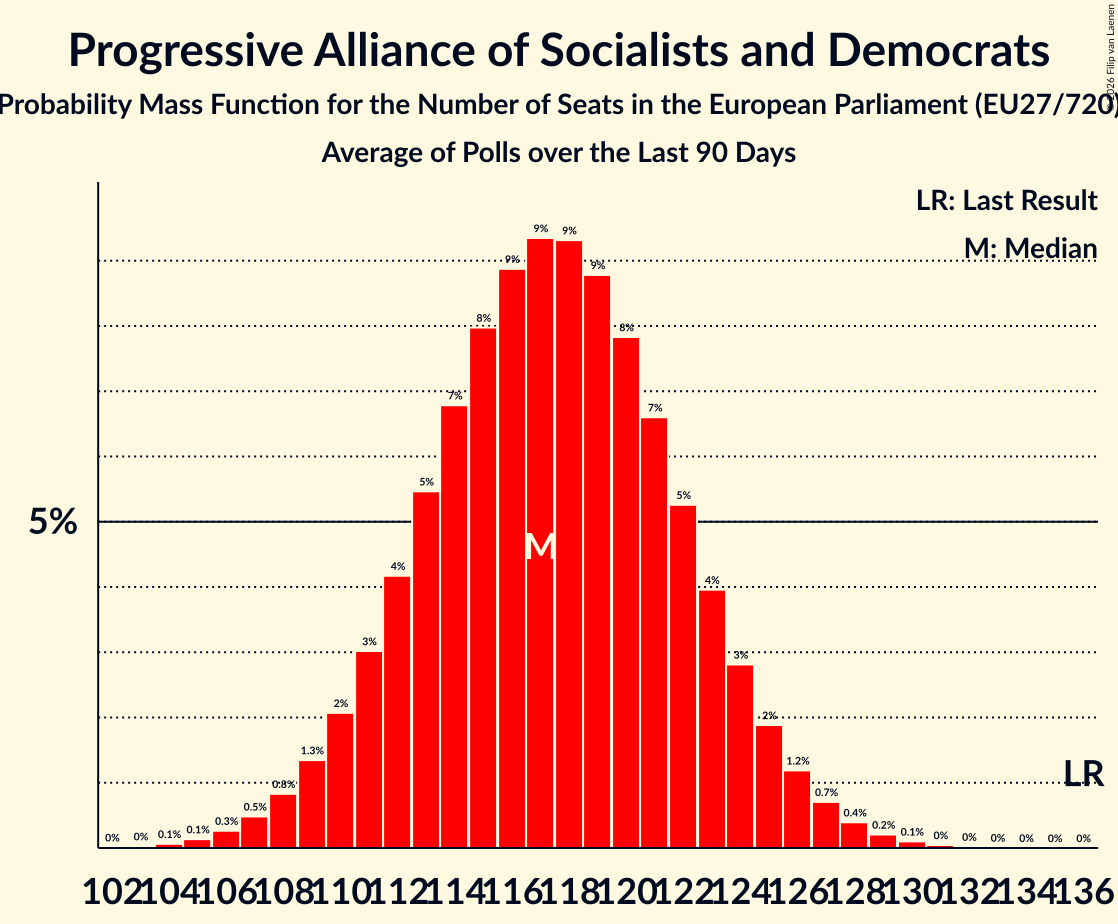 Progressive Alliance of Socialists and Democrats
Probability Mass Function for the Number of Seats in the European Parliament (EU27/720)
Average of Polls over the Last 90 Days
LR: Last Result
M: Median
5%
0% 0% 0.1% 0.1% 0.3% 0.5% 0.8% 1.3% 2% 3% 4% 5% 7% 8% 9% 9% 9% 9% 8% 7% 5% 4% 3% 2% 1.2% 0.7% 0.4% 0.2% 0.1% 0% 0% 0% 0% 0% 0%
M
LR
102 104 106 108 110 112 114 116 118 120 122 124 126 128 130 132 134 136
2026 Filip van Laenen